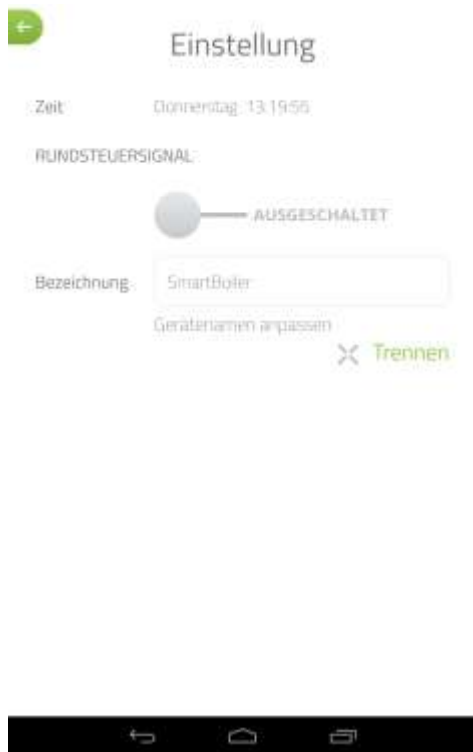 Einstellung
Zeit Donnerstag, 13:19:56
RUNDSTEUERSIGNAL
AUSGESCHALTET
Bezeichnung SmartBoiler
Gerätenamen anpassen
Trennen